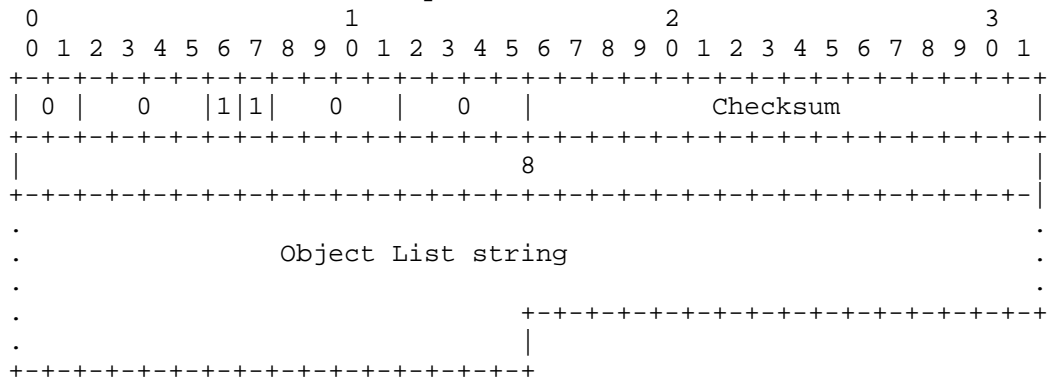 0                   1                   2                   3
 0 1 2 3 4 5 6 7 8 9 0 1 2 3 4 5 6 7 8 9 0 1 2 3 4 5 6 7 8 9 0 1
+-+-+-+-+-+-+-+-+-+-+-+-+-+-+-+-+-+-+-+-+-+-+-+-+-+-+-+-+-+-+-+-+
| 0 |   0   |1|1|   0   |   0   |           Checksum            |
+-+-+-+-+-+-+-+-+-+-+-+-+-+-+-+-+-+-+-+-+-+-+-+-+-+-+-+-+-+-+-+-+
|                               8                               |
+-+-+-+-+-+-+-+-+-+-+-+-+-+-+-+-+-+-+-+-+-+-+-+-+-+-+-+-+-+-+-+-|
.                                                               .
.                Object List string                             .
.                                                               .
.                               +-+-+-+-+-+-+-+-+-+-+-+-+-+-+-+-+
.                               |
+-+-+-+-+-+-+-+-+-+-+-+-+-+-+-+-+